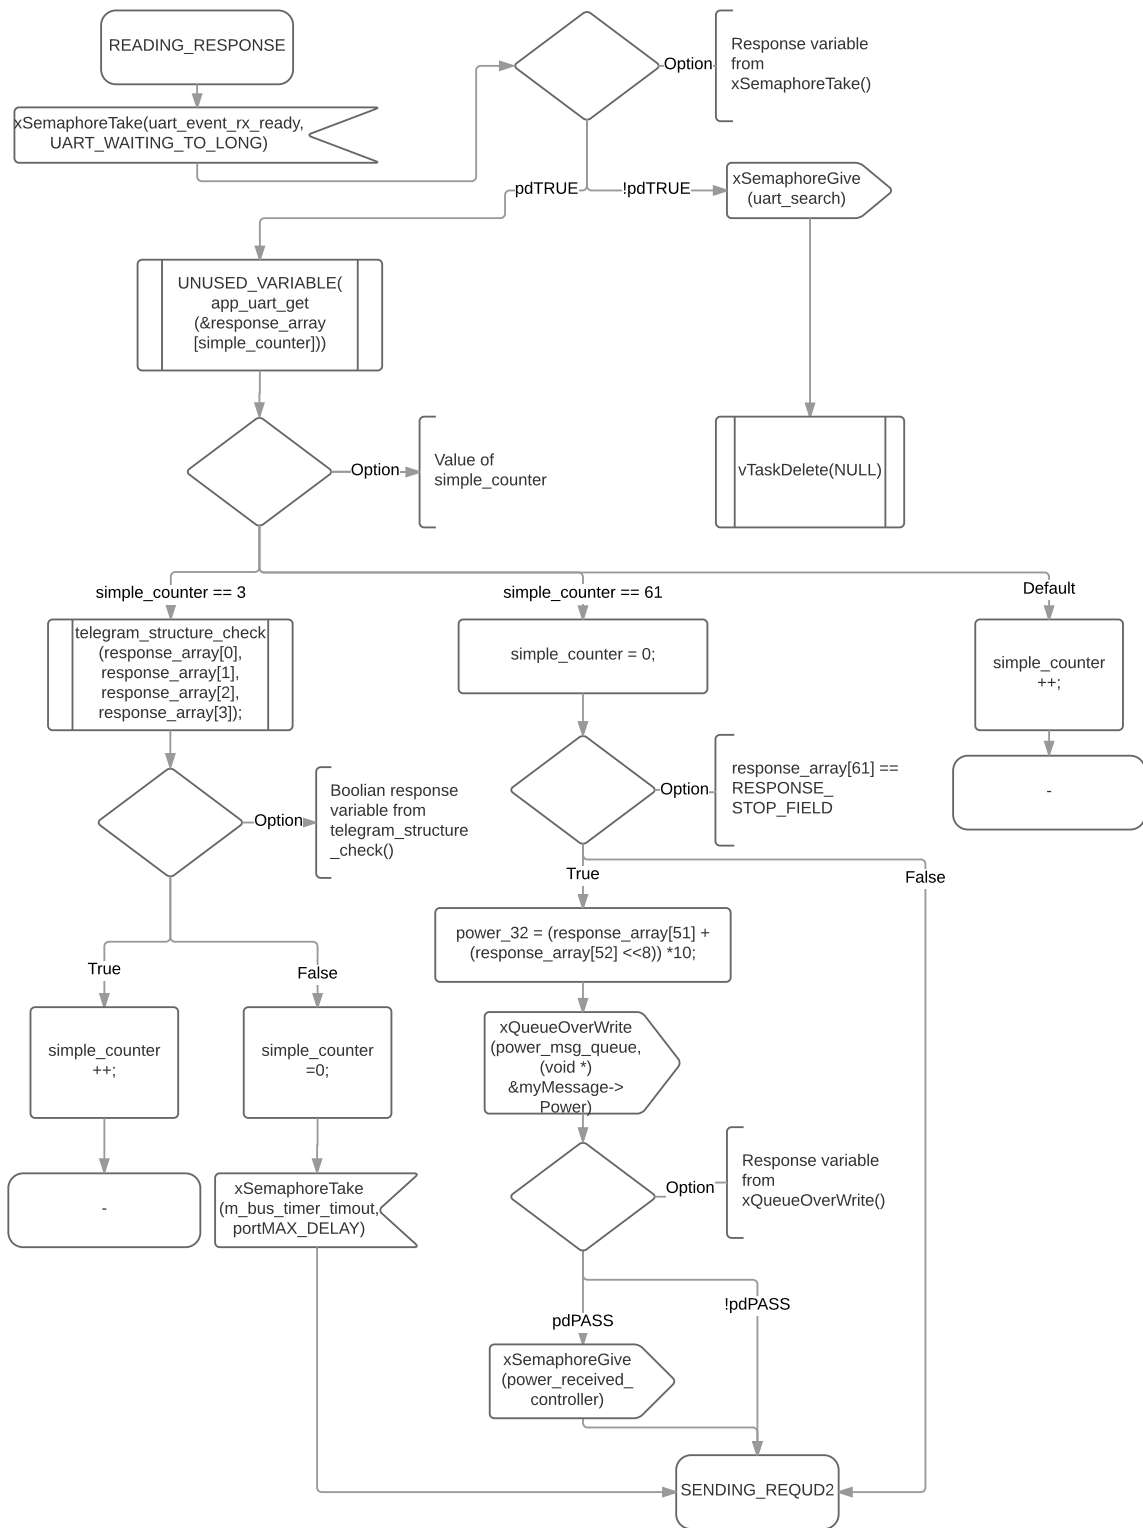 READING_RESPONSE
xSemaphoreTake(uart_event_rx_ready,
UART_WAITING_TO_LONG)
Option
Response variable
from
xSemaphoreTake()
pdTRUE
!pdTRUE
xSemaphoreGive
(uart_search)
UNUSED_VARIABLE(
app_uart_get
(&response_array
[simple_counter]))
Option
Value of
simple_counter
vTaskDelete(NULL)
simple_counter == 3
simple_counter == 61
Default
telegram_structure_check
(response_array[0],
response_array[1],
response_array[2],
response_array[3]);
simple_counter = 0;
simple_counter
++;
Option
Boolian response
variable from
telegram_structure
_check()
Option
response_array[61] ==
RESPONSE_
STOP_FIELD
-
True
False
True
False
power_32 = (response_array[51] +
(response_array[52] <<8)) *10;
simple_counter
++;
simple_counter
=0;
xQueueOverWrite
(power_msg_queue,
(void *)
&myMessage->
Power)
-
xSemaphoreTake
(m_bus_timer_timout,
portMAX_DELAY)
Option
Response variable
from
xQueueOverWrite()
pdPASS
!pdPASS
xSemaphoreGive
(power_received_
controller)
SENDING_REQUD2